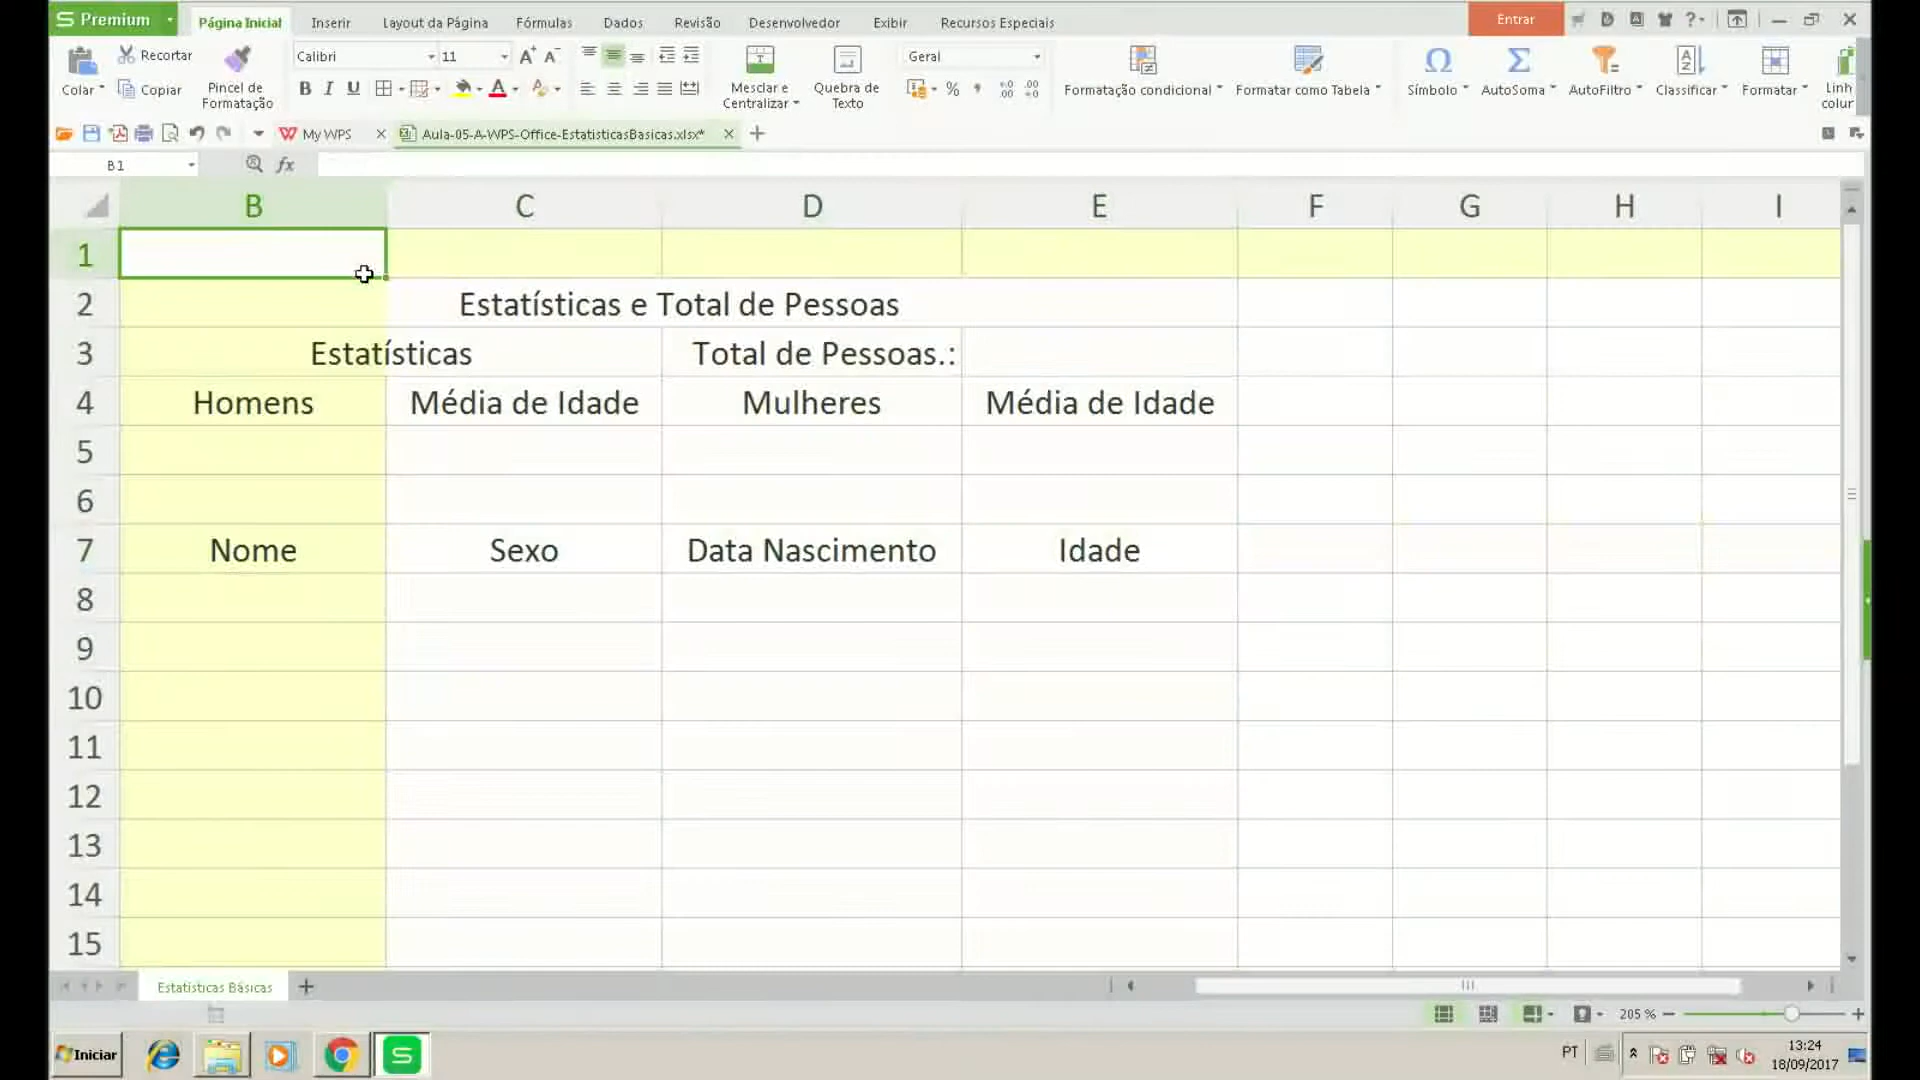 Premium
Página Inicial Inserir Layout da Página Fórmulas Dados Revisão Desenvolvedor Exibir Recursos Especiais Entrar
Colar Recortar Copiar Pincel de Formatação
Calibri 11
B I U A
Mesclar e Centralizar Quebra de Texto
Geral
%
Formatação condicional Formatar como Tabela Símbolo AutoSoma AutoFiltro Classificar Formatar Linh colur
My WPS Aula-05-A-WPS-Office-EstatisticasBasicas.xlsx* +
B1 fx
B C D E F G H I
1
2 Estatísticas e Total de Pessoas
3 Estatísticas Total de Pessoas.:
4 Homens Média de Idade Mulheres Média de Idade
5
6
7 Nome Sexo Data Nascimento Idade
8
9
10
11
12
13
14
15
Estatísticas Básicas +
205 %
Iniciar PT 13:24
18/09/2017